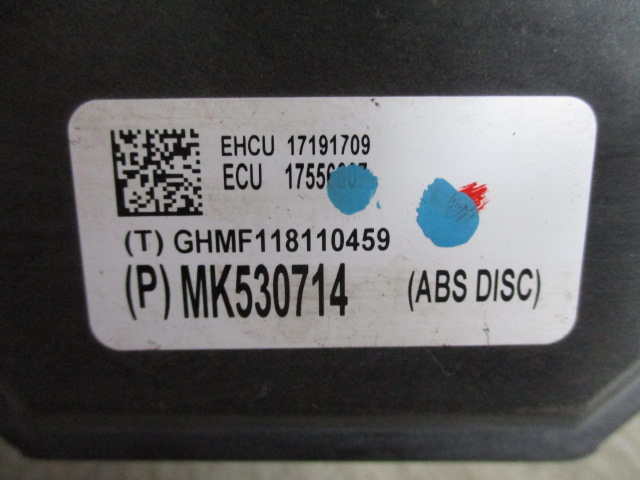 EHCU 17191709
ECU
(T) GHMF118110459
(P) MK530714 (ABS DISC)